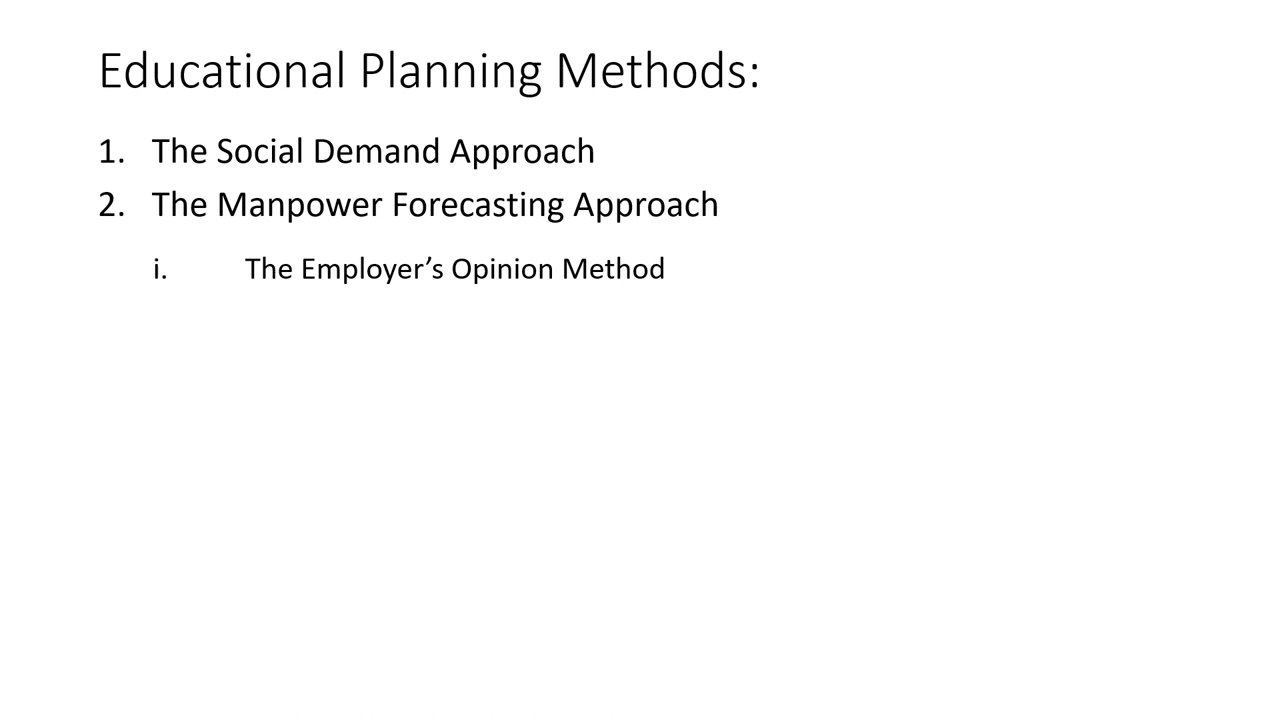 Educational Planning Methods:
1. The Social Demand Approach
2. The Manpower Forecasting Approach
i. The Employer’s Opinion Method